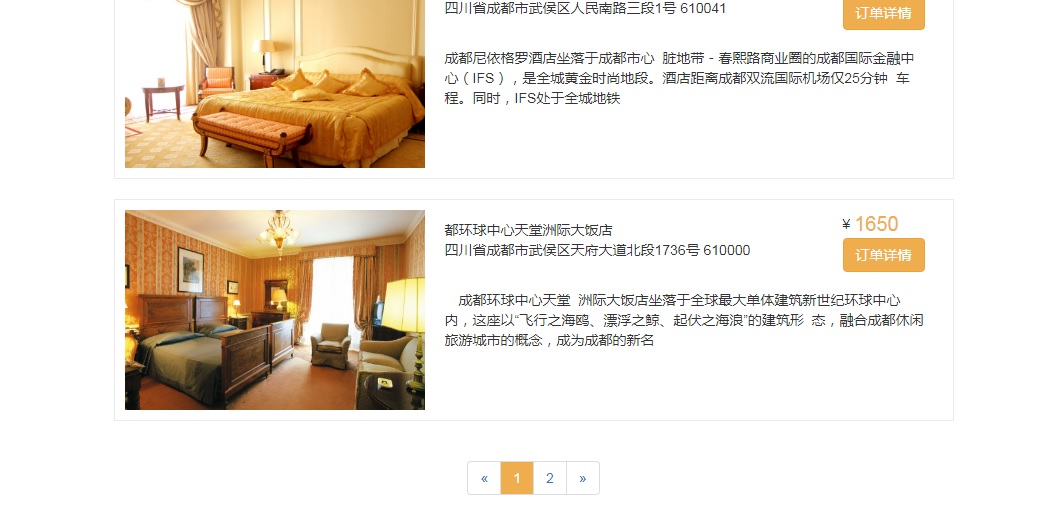 四川省成都市武侯区人民南路三段1号 610041
订单详情
成都尼依格罗酒店坐落于成都市心 脏地带－春熙路商业圈的成都国际金融中
心（IFS），是全城黄金时尚地段。酒店距离成都双流国际机场仅25分钟 车
程。同时，IFS处于全城地铁
都环球中心天堂洲际大饭店
¥ 1650
四川省成都市武侯区天府大道北段1736号 610000
订单详情
成都环球中心天堂 洲际大饭店坐落于全球最大单体建筑新世纪环球中心
内，这座以“飞行之海鸥、漂浮之鲸、起伏之海浪”的建筑形 态，融合成都休闲
旅游城市的概念，成为成都的新名
« 1 2 »